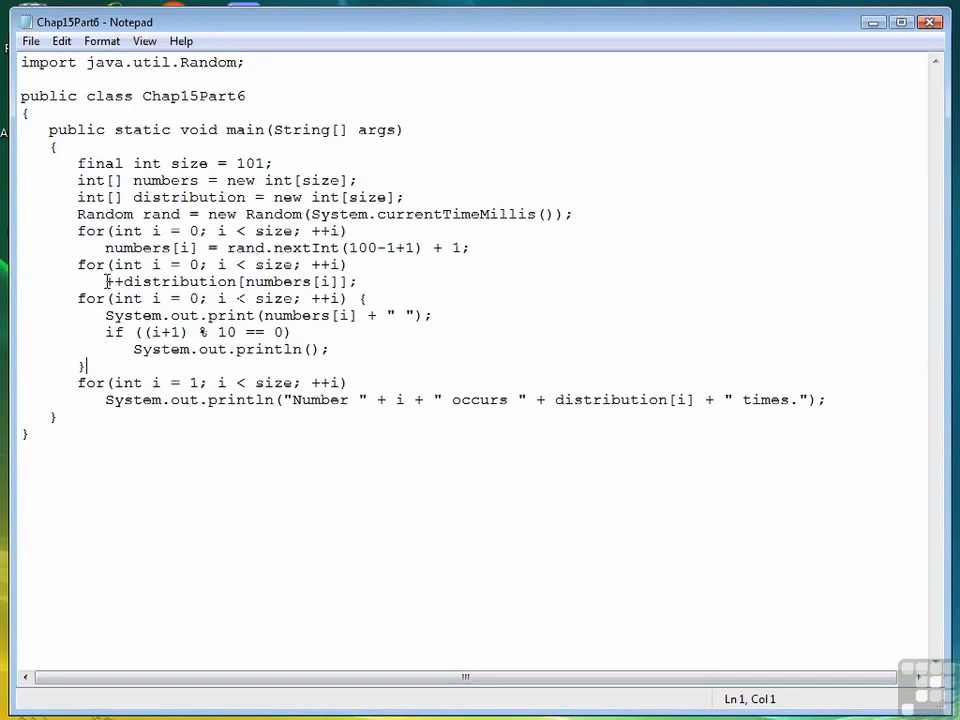 Chap15Part6 - Notepad
File Edit Format View Help
import java.util.Random;
public class Chap15Part6
{
public static void main(String[] args)
{
final int size = 101;
int[] numbers = new int[size];
int[] distribution = new int[size];
Random rand = new Random(System.currentTimeMillis());
for(int i = 0; i < size; ++i)
numbers[i] = rand.nextInt(100-1+1) + 1;
for(int i = 0; i < size; ++i)
++distribution[numbers[i]];
for(int i = 0; i < size; ++i) {
System.out.print(numbers[i] + " ");
if ((i+1) % 10 == 0)
System.out.println();
}
for(int i = 1; i < size; ++i)
System.out.println("Number " + i + " occurs " + distribution[i] + " times.");
}
}
Ln 1, Col 1